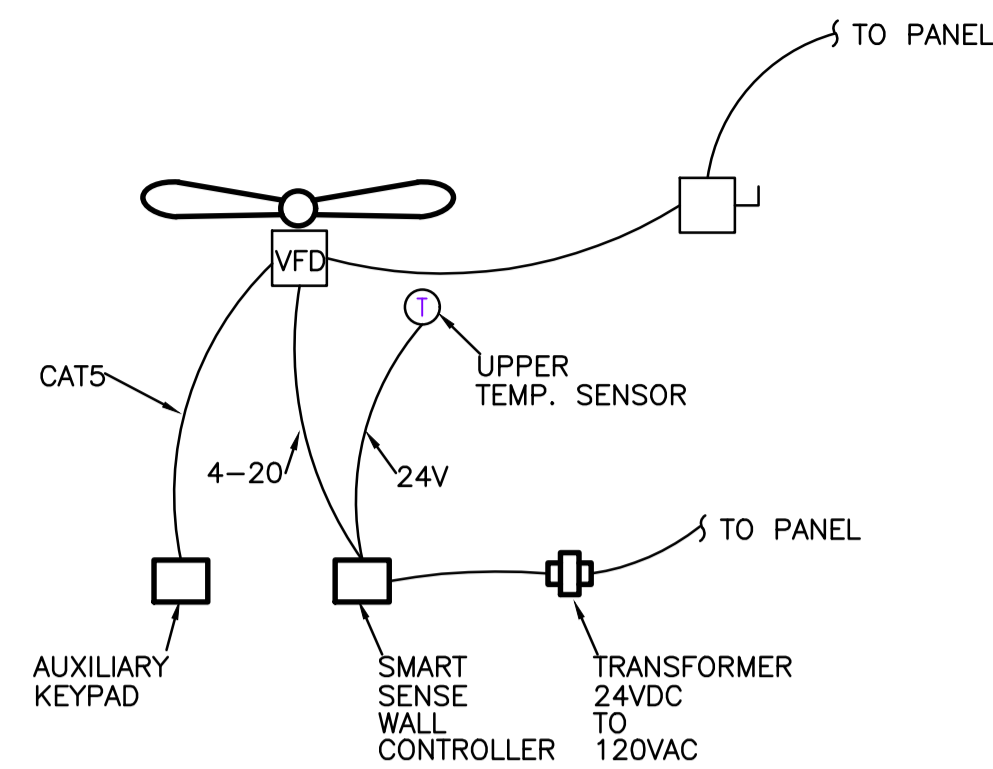 TO PANEL
VFD
T
UPPER
TEMP. SENSOR
CAT5
4-20
24V
TO PANEL
AUXILIARY
KEYPAD
SMART
SENSE
WALL
CONTROLLER
TRANSFORMER
24VDC
TO
120VAC